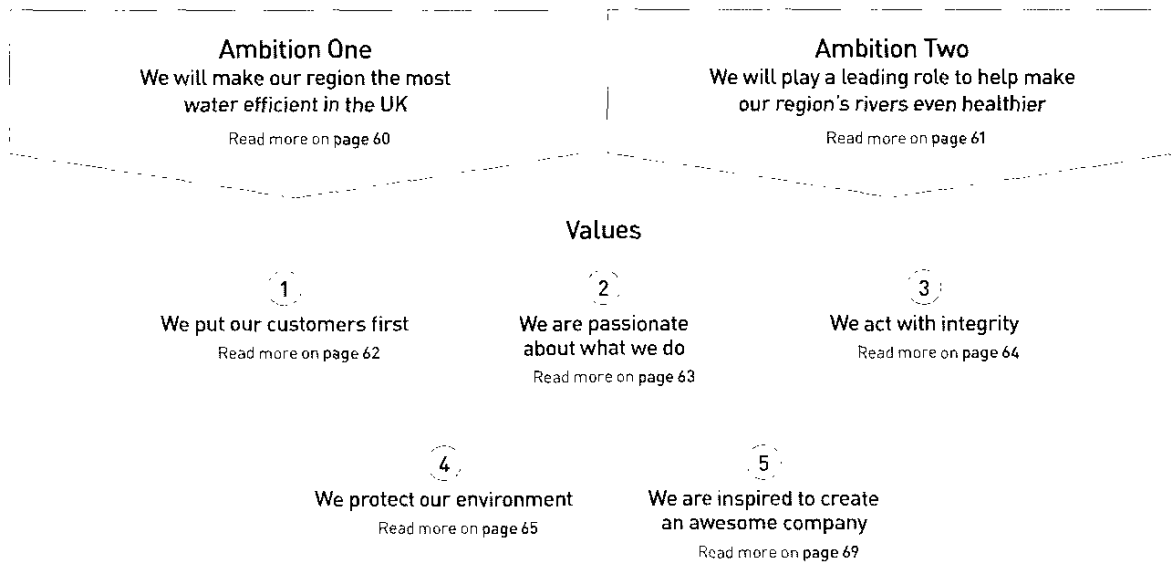 Ambition One
We will make our region the most
water efficient in the UK
Read more on page 60
Ambition Two
We will play a leading role to help make
our region's rivers even healthier
Read more on page 61
Values
1
We put our customers first
Read more on page 62
2
We are passionate
about what we do
Read more on page 63
3
We act with integrity
Read more on page 64
4
We protect our environment
Read more on page 65
5
We are inspired to create
an awesome company
Read more on page 69